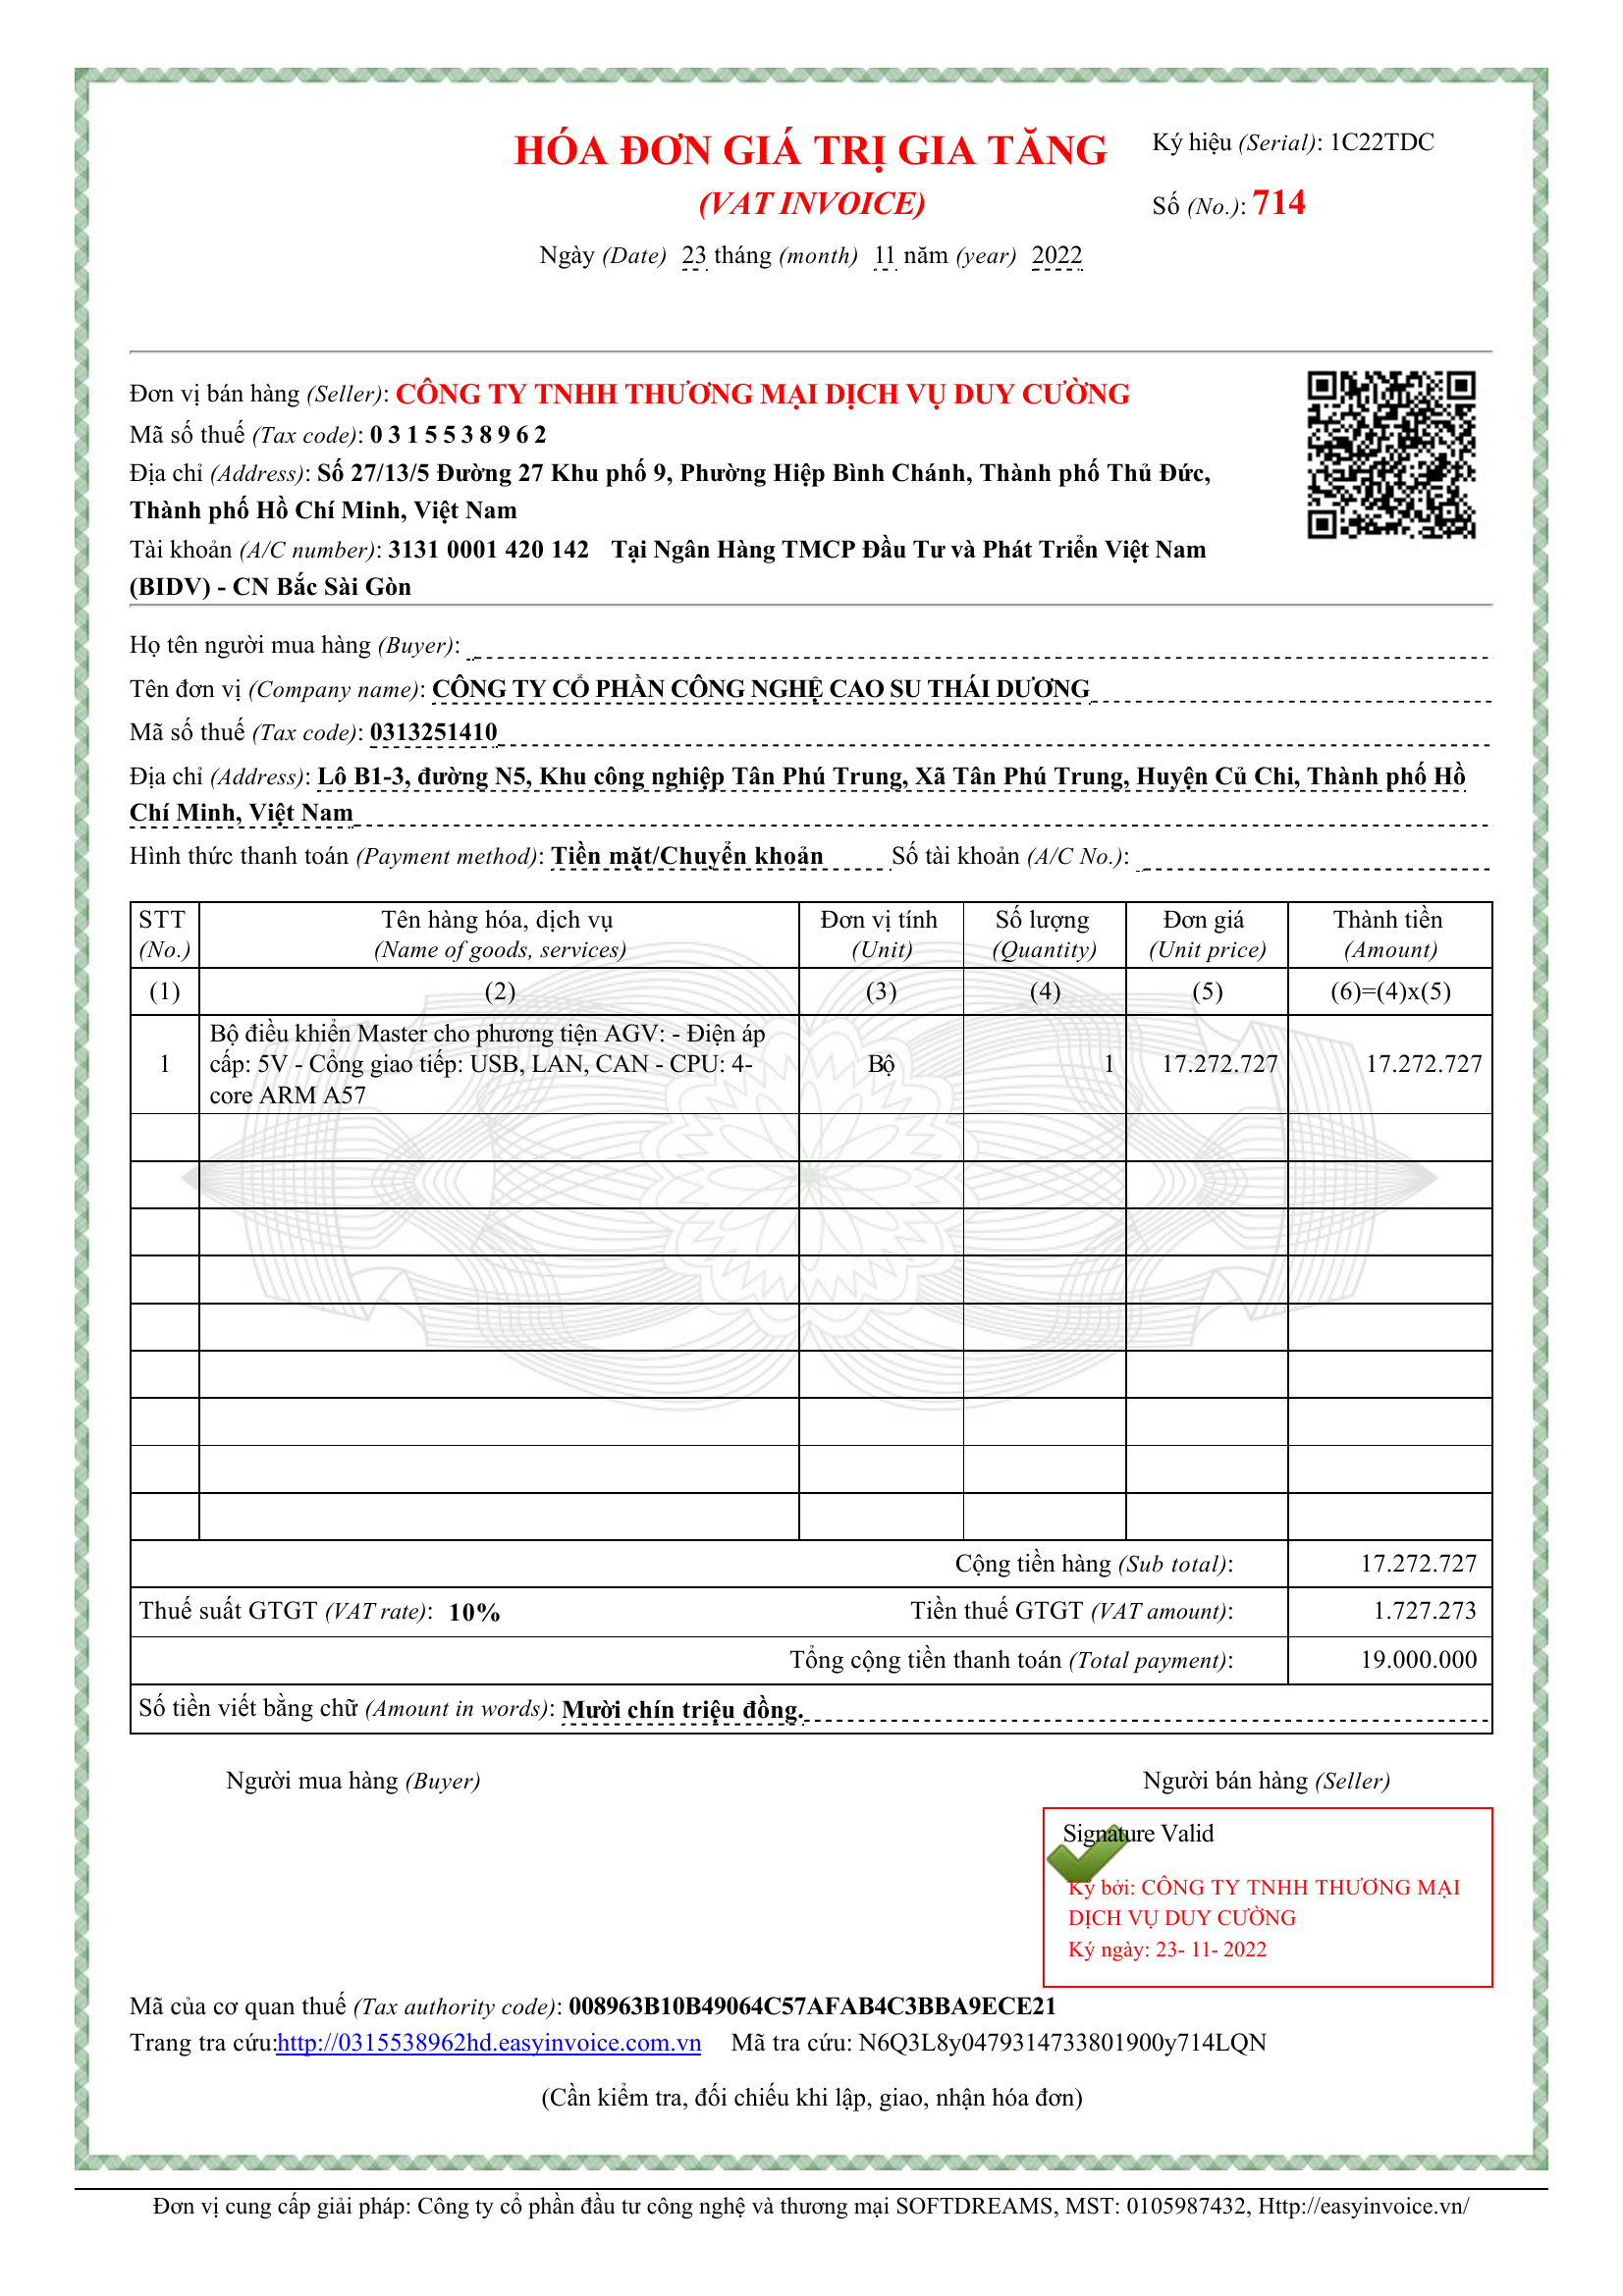 HÓA ĐƠN GIÁ TRỊ GIA TĂNG
(VAT INVOICE)
Ngày (Date) 23 tháng (month) 11 năm (year) 2022
Ký hiệu (Serial): 1C22TDC
Số (No.): 714
Đơn vị bán hàng (Seller): CÔNG TY TNHH THƯƠNG MẠI DỊCH VỤ DUY CƯỜNG
Mã số thuế (Tax code): 0 3 1 5 5 3 8 9 6 2
Địa chỉ (Address): Số 27/13/5 Đường 27 Khu phố 9, Phường Hiệp Bình Chánh, Thành phố Thủ Đức,
Thành phố Hồ Chí Minh, Việt Nam
Tài khoản (A/C number): 3131 0001 420 142 Tại Ngân Hàng TMCP Đầu Tư và Phát Triển Việt Nam
(BIDV) - CN Bắc Sài Gòn
Họ tên người mua hàng (Buyer):
Tên đơn vị (Company name): CÔNG TY CỔ PHẦN CÔNG NGHỆ CAO SU THÁI DƯƠNG
Mã số thuế (Tax code): 0313251410
Địa chỉ (Address): Lô B1-3, đường N5, Khu công nghiệp Tân Phú Trung, Xã Tân Phú Trung, Huyện Củ Chi, Thành phố Hồ
Chí Minh, Việt Nam
Hình thức thanh toán (Payment method): Tiền mặt/Chuyển khoản Số tài khoản (A/C No.):
STT Tên hàng hóa, dịch vụ Đơn vị tính Số lượng Đơn giá Thành tiền
(No.) (Name of goods, services) (Unit) (Quantity) (Unit price) (Amount)
(1) (2) (3) (4) (5) (6)=(4)x(5)
Bộ điều khiển Master cho phương tiện AGV: - Điện áp
1 cấp: 5V - Cổng giao tiếp: USB, LAN, CAN - CPU: 4- Bộ 1 17.272.727 17.272.727
core ARM A57
Cộng tiền hàng (Sub total): 17.272.727
Thuế suất GTGT (VAT rate): 10% Tiền thuế GTGT (VAT amount): 1.727.273
Tổng cộng tiền thanh toán (Total payment): 19.000.000
Số tiền viết bằng chữ (Amount in words): Mười chín triệu đồng.
Người mua hàng (Buyer) Người bán hàng (Seller)
Signature Valid
Ký bởi: CÔNG TY TNHH THƯƠNG MẠI
DỊCH VỤ DUY CƯỜNG
Ký ngày: 23- 11- 2022
Mã của cơ quan thuế (Tax authority code): 008963B10B49064C57AFAB4C3BBA9ECE21
Trang tra cứu:http://0315538962hd.easyinvoice.com.vn Mã tra cứu: N6Q3L8y0479314733801900y714LQN
(Cần kiểm tra, đối chiếu khi lập, giao, nhận hóa đơn)
Đơn vị cung cấp giải pháp: Công ty cổ phần đầu tư công nghệ và thương mại SOFTDREAMS, MST: 0105987432, Http://easyinvoice.vn/